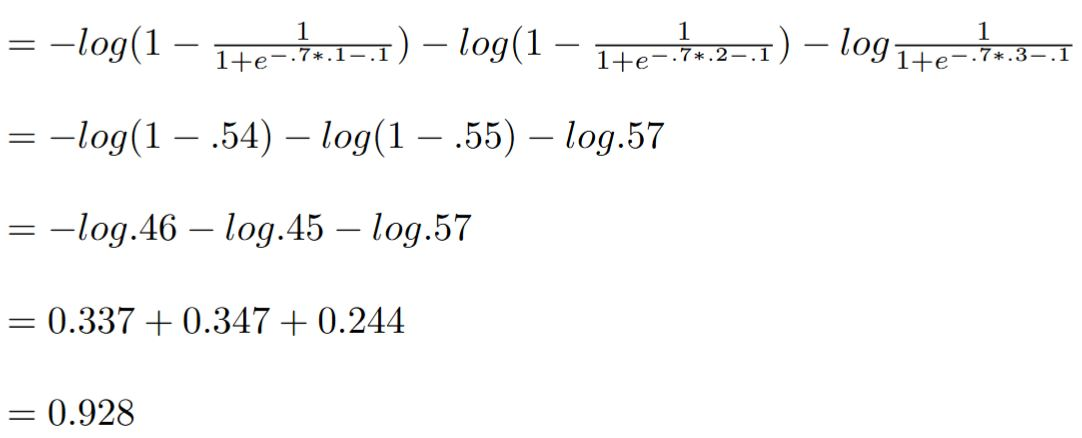 = −log(1 − 1/(1+e^{−.7∗.1−.1})) − log(1 − 1/(1+e^{−.7∗.2−.1})) − log 1/(1+e^{−.7∗.3−.1})
= −log(1 − .54) − log(1 − .55) − log.57
= −log.46 − log.45 − log.57
= 0.337 + 0.347 + 0.244
= 0.928